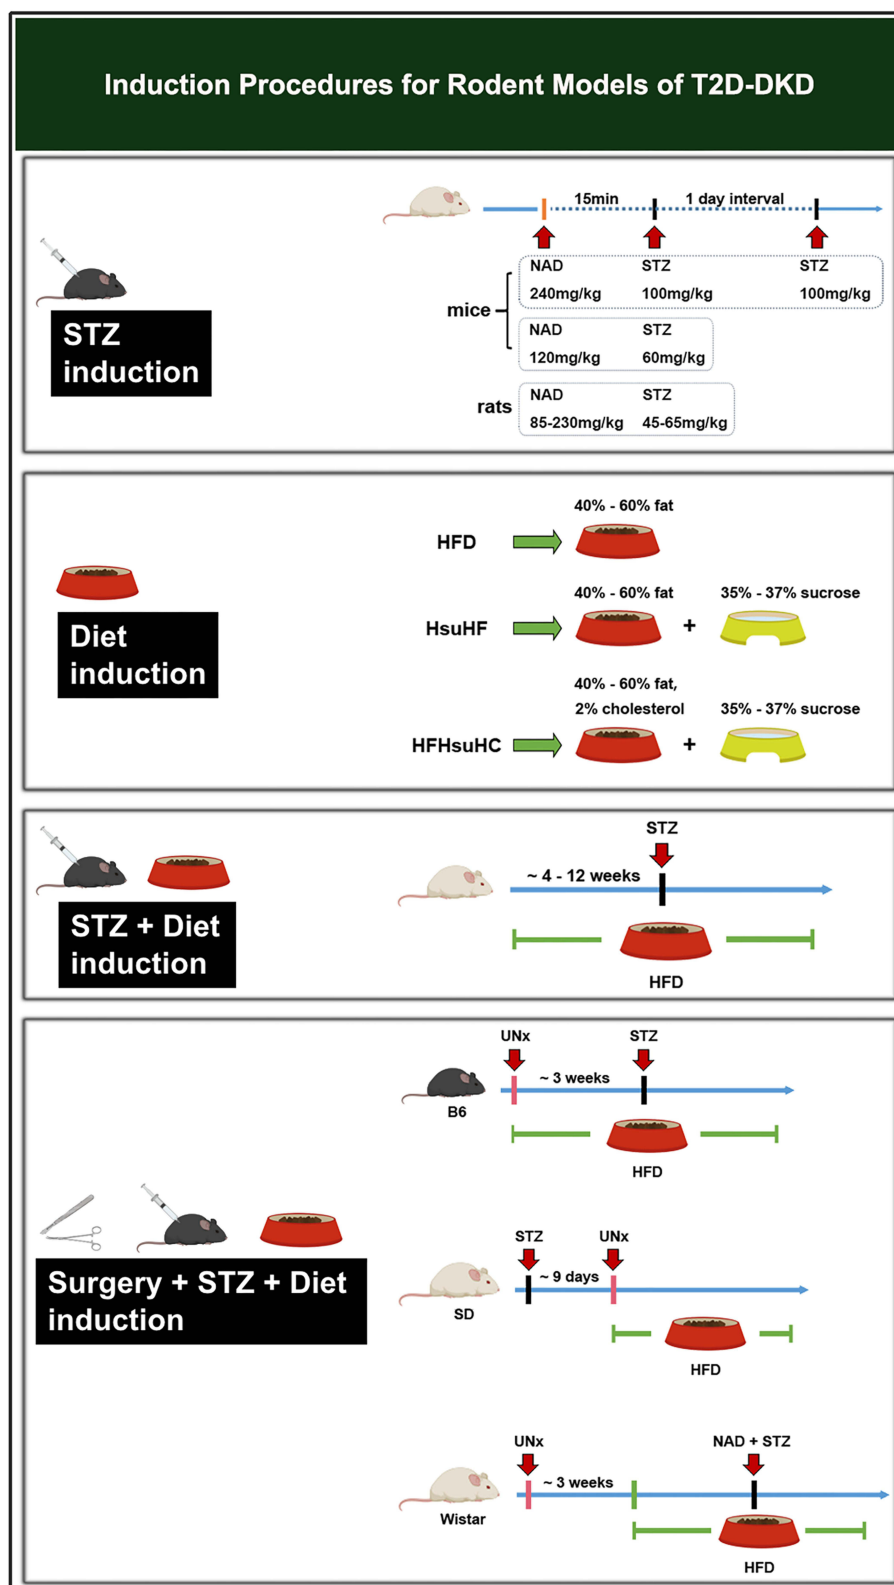 Induction Procedures for Rodent Models of T2D-DKD
STZ
induction
15min
1 day interval
mice
NAD
STZ
STZ
240mg/kg
100mg/kg
100mg/kg
NAD
STZ
120mg/kg
60mg/kg
rats
NAD
STZ
85-230mg/kg
45-65mg/kg
Diet
induction
40% - 60% fat
HFD
40% - 60% fat
35% - 37% sucrose
HsuHF
+
40% - 60% fat,
2% cholesterol
35% - 37% sucrose
HFHsuHC
+
STZ + Diet
induction
STZ
~ 4 - 12 weeks
HFD
Surgery + STZ + Diet
induction
UNx
STZ
~ 3 weeks
B6
HFD
STZ
UNx
~ 9 days
SD
HFD
UNx
NAD + STZ
~ 3 weeks
Wistar
HFD